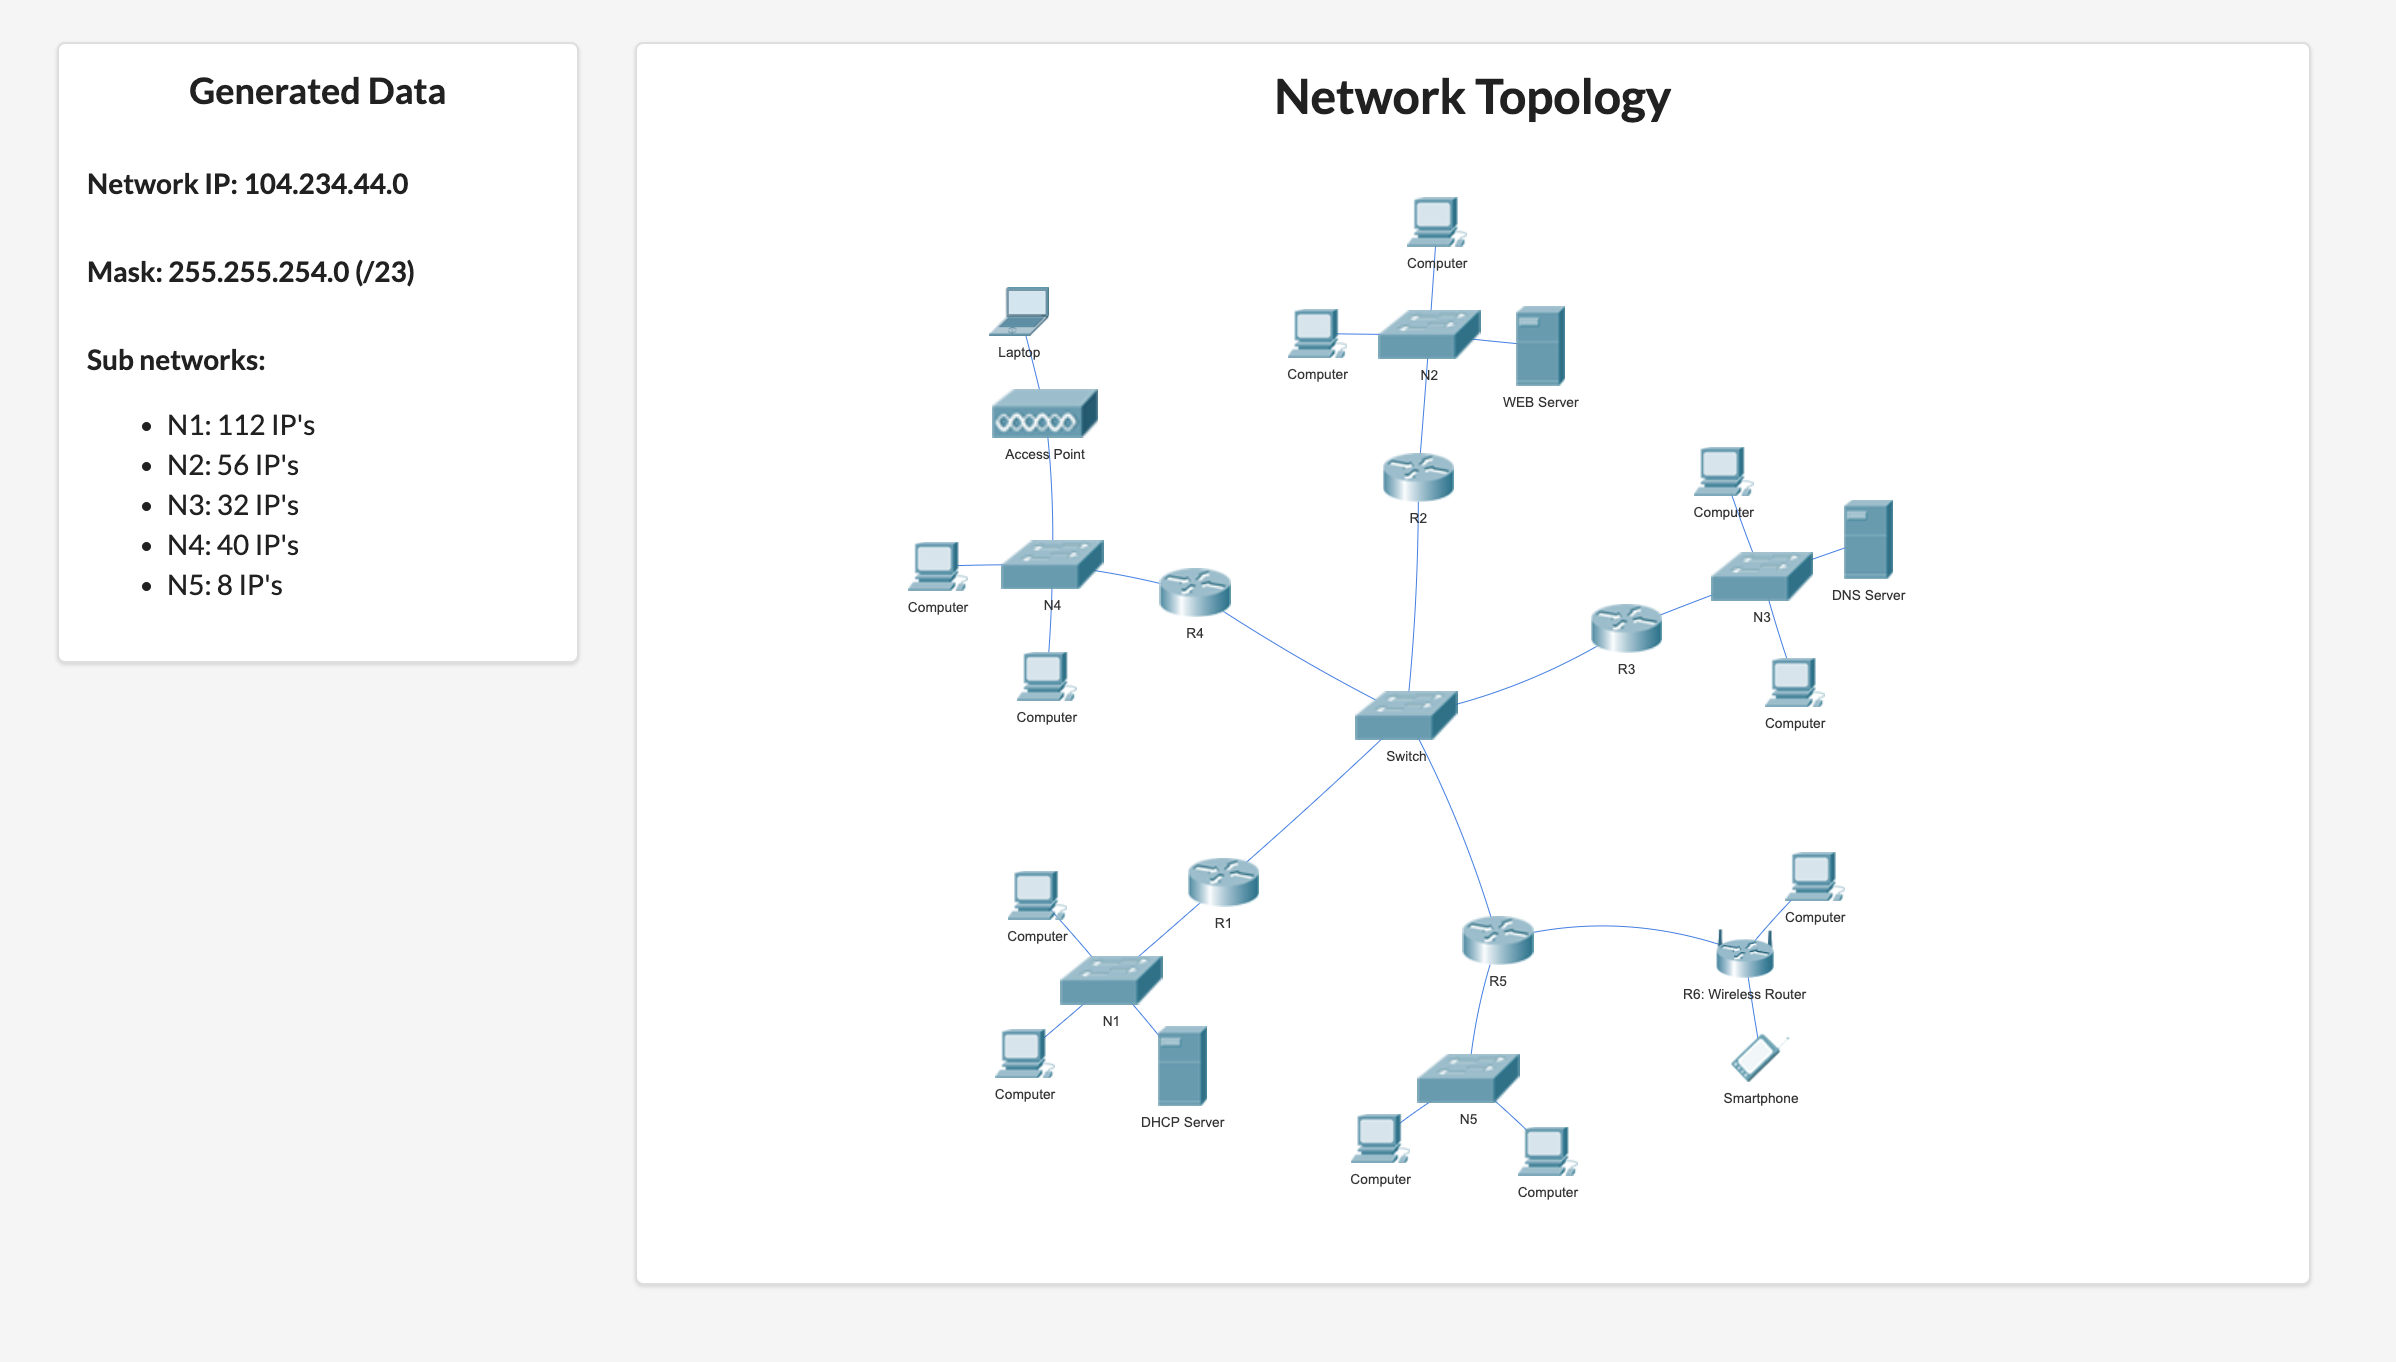 Generated Data
Network IP: 104.234.44.0
Mask: 255.255.254.0 (/23)
Sub networks:
• N1: 112 IP's
• N2: 56 IP's
• N3: 32 IP's
• N4: 40 IP's
• N5: 8 IP's
Network Topology
Computer
Laptop
Computer
N2
WEB Server
Access Point
R2
Computer
DNS Server
Computer
N4
R4
N3
R3
Computer
Computer
Switch
Computer
R1
Computer
R5
R6: Wireless Router
N1
Computer
DHCP Server
Smartphone
N5
Computer
Computer